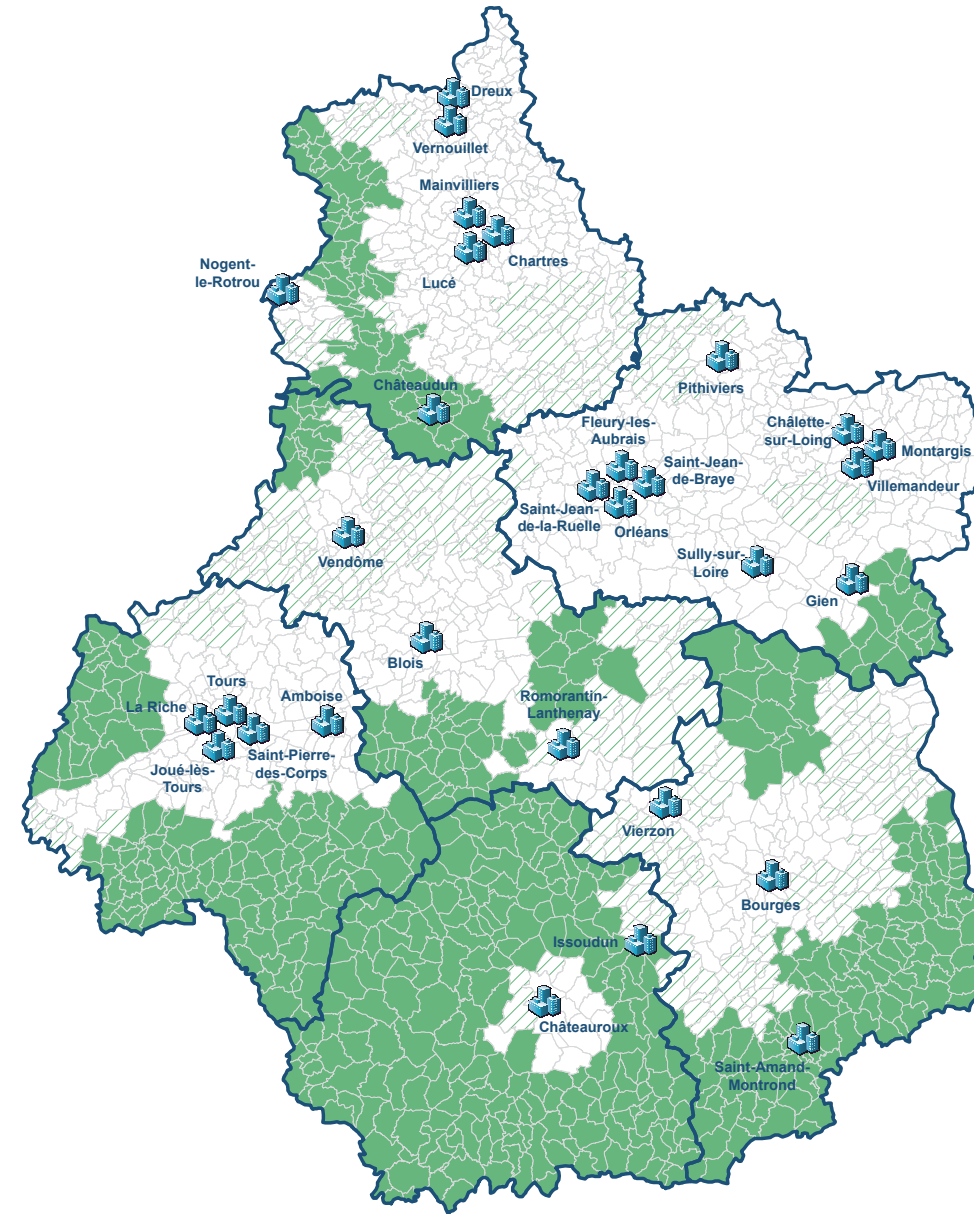 Dreux
Vernouillet
Mainvilliers
Chartres
Lucé
Nogent-
le-Rotrou
Châteaudun
Pithiviers
Fleury-les-
Aubrais
Saint-Jean-
de-Braye
Saint-Jean-
de-la-Ruelle
Orléans
Châlette-
sur-Loing
Montargis
Villemandeur
Sully-sur-
Loire
Gien
Vendôme
Blois
Romorantin-
Lanthenay
Tours
La Riche
Amboise
Saint-Pierre-
des-Corps
Joué-lès-
Tours
Vierzon
Bourges
Issoudun
Châteauroux
Saint-Amand-
Montrond